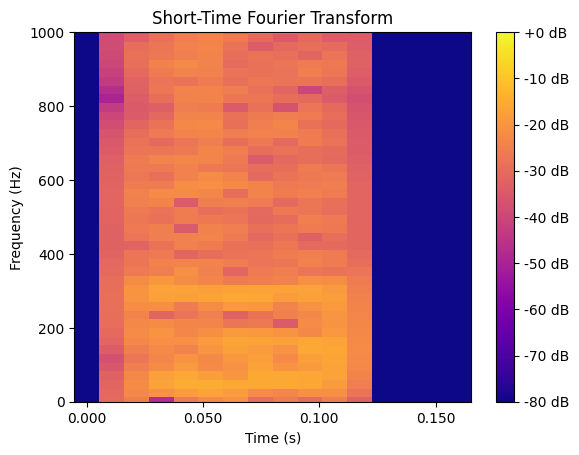 Short-Time Fourier Transform
1000
800
600
400
200
0
Frequency (Hz)
0.000
0.050
0.100
0.150
Time (s)
+0 dB
-10 dB
-20 dB
-30 dB
-40 dB
-50 dB
-60 dB
-70 dB
-80 dB